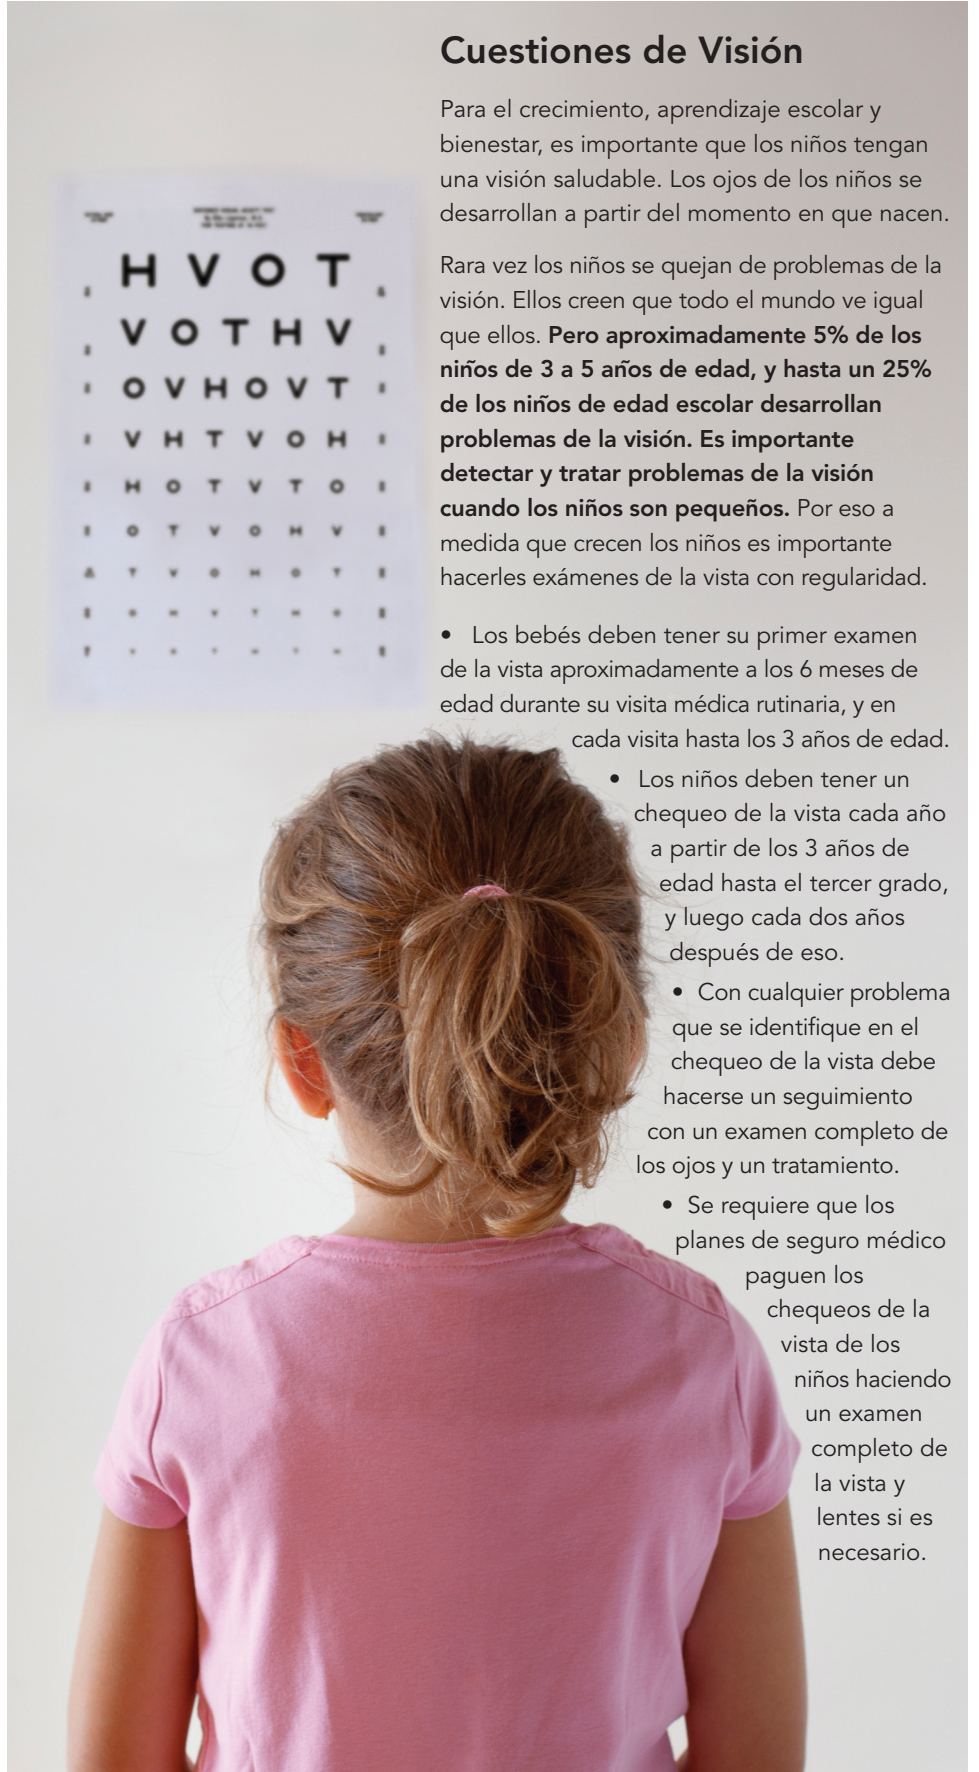 Cuestiones de Visión
Para el crecimiento, aprendizaje escolar y
bienestar, es importante que los niños tengan
una visión saludable. Los ojos de los niños se
desarrollan a partir del momento en que nacen.
Rara vez los niños se quejan de problemas de la
visión. Ellos creen que todo el mundo ve igual
que ellos. Pero aproximadamente 5% de los
niños de 3 a 5 años de edad, y hasta un 25%
de los niños de edad escolar desarrollan
problemas de la visión. Es importante
detectar y tratar problemas de la visión
cuando los niños son pequeños. Por eso a
medida que crecen los niños es importante
hacerles exámenes de la vista con regularidad.
• Los bebés deben tener su primer examen
de la vista aproximadamente a los 6 meses de
edad durante su visita médica rutinaria, y en
cada visita hasta los 3 años de edad.
• Los niños deben tener un
chequeo de la vista cada año
a partir de los 3 años de
edad hasta el tercer grado,
y luego cada dos años
después de eso.
• Con cualquier problema
que se identifique en el
chequeo de la vista debe
hacerse un seguimiento
con un examen completo de
los ojos y un tratamiento.
• Se requiere que los
planes de seguro médico
paguen los
chequeos de la
vista de los
niños haciendo
un examen
completo de
la vista y
lentes si es
necesario.
H V O T
V O T H V
O V H O V T
V H T V O H
H O T V T O
O T V O H V
T V O H O T